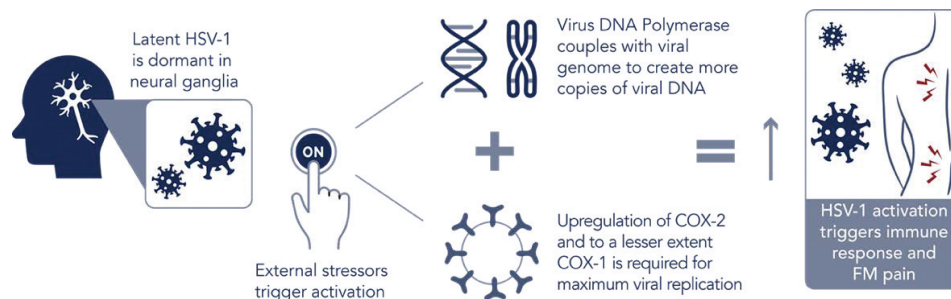 Latent HSV-1
is dormant in
neural ganglia
ON
External stressors
trigger activation
Virus DNA Polymerase
couples with viral
genome to create more
copies of viral DNA
+
Upregulation of COX-2
and to a lesser extent
COX-1 is required for
maximum viral replication
=
HSV-1 activation
triggers immune
response and
FM pain